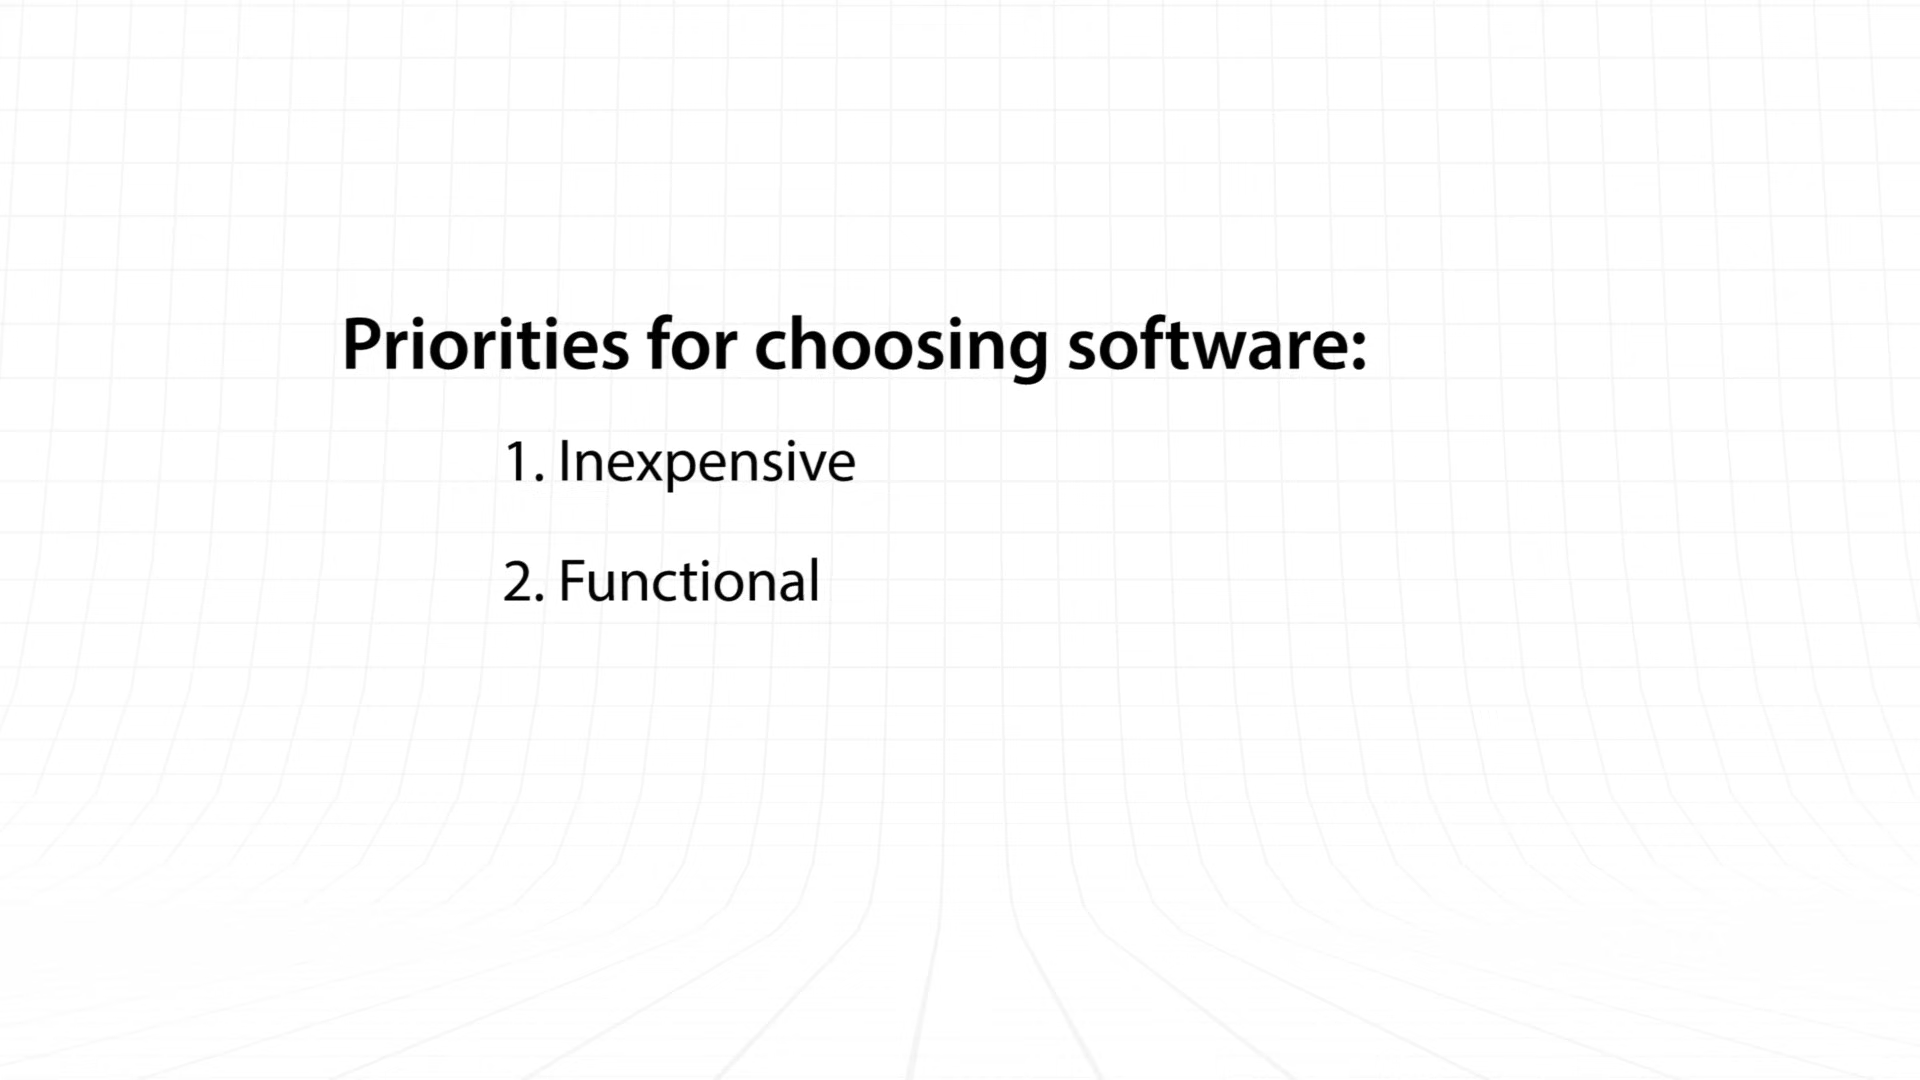 Priorities for choosing software:
1. Inexpensive
2. Functional